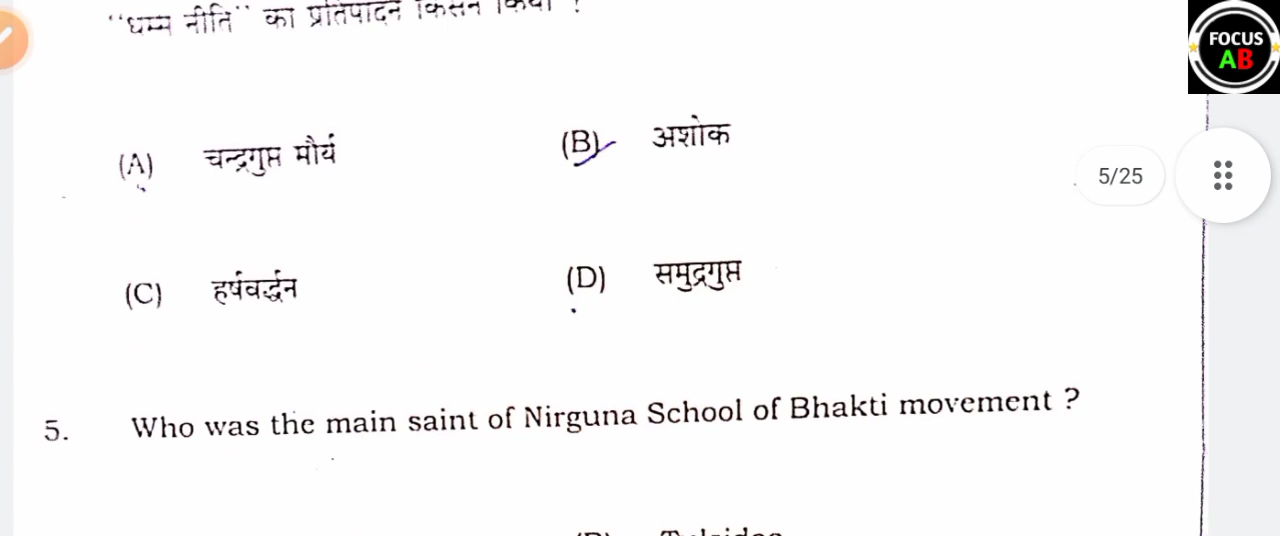 ‘‘धम्म नीति’’ का प्रतिपादन किसने किया ?
FOCUS
AB
(A) चन्द्रगुप्त मौर्य (B) अशोक
5/25
(C) हर्षवर्द्धन (D) समुद्रगुप्त
5. Who was the main saint of Nirguna School of Bhakti movement ?
(B) Tulsidas